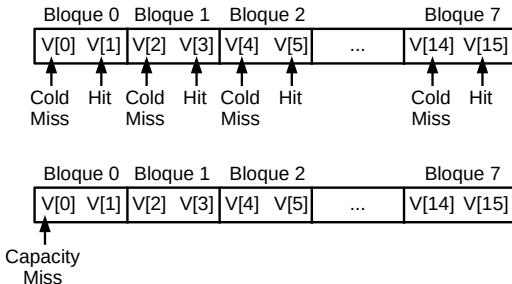 Bloque 0 Bloque 1 Bloque 2 Bloque 7
V[0] V[1] V[2] V[3] V[4] V[5] ... V[14] V[15]
Cold Miss Hit Cold Miss Hit Cold Miss Hit Cold Miss Hit
Bloque 0 Bloque 1 Bloque 2 Bloque 7
V[0] V[1] V[2] V[3] V[4] V[5] ... V[14] V[15]
Capacity
Miss